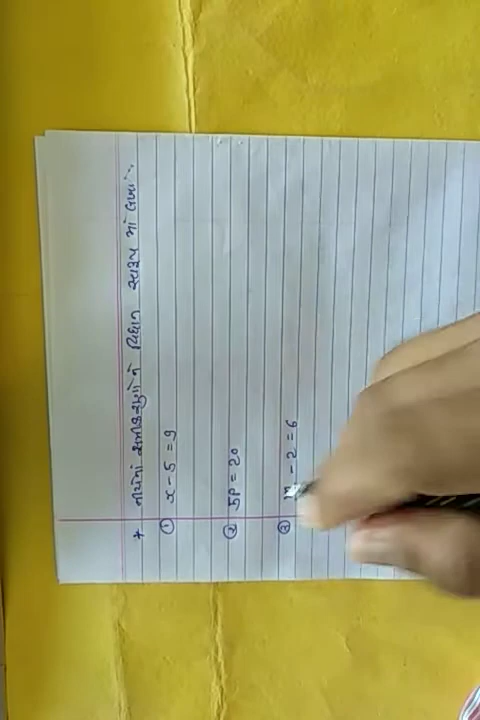 * નીચેનાં સમીકરણોને વિધાન સ્વરૂપ માં લખો :-
① x - 5 = 9
② 5P = 20
③ - 2 = 6